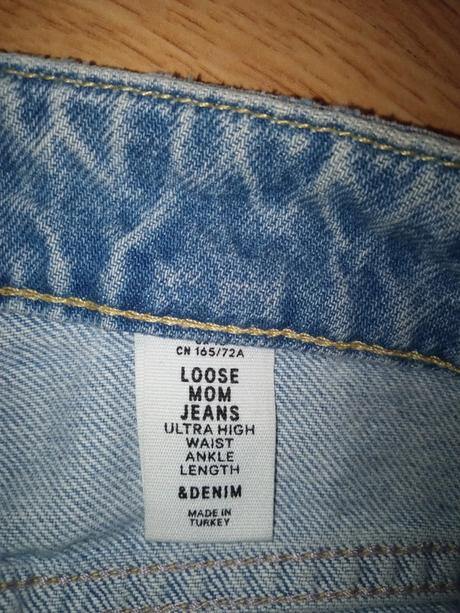 CN 165/72A
LOOSE
MOM
JEANS
ULTRA HIGH
WAIST
ANKLE
LENGTH
&DENIM
MADE IN
TURKEY